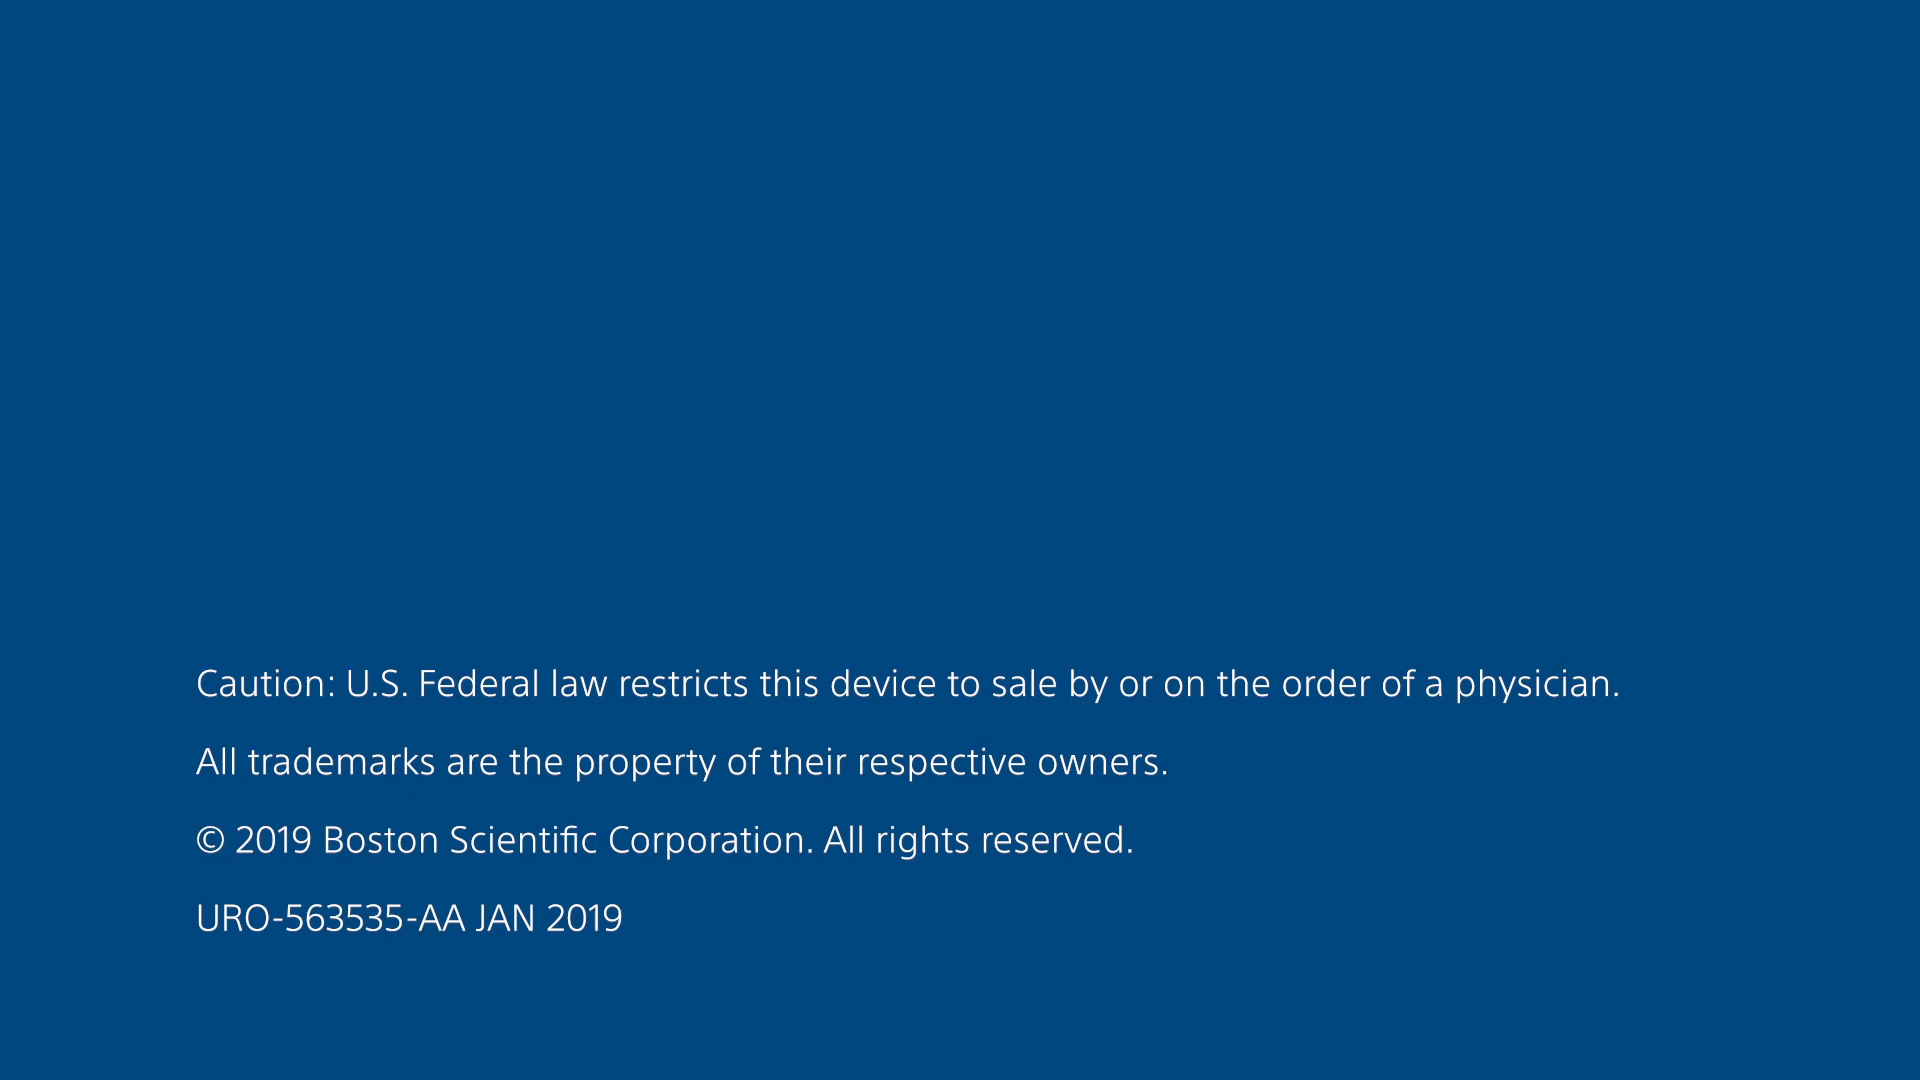 Caution: U.S. Federal law restricts this device to sale by or on the order of a physician.
All trademarks are the property of their respective owners.
© 2019 Boston Scientific Corporation. All rights reserved.
URO-563535-AA JAN 2019